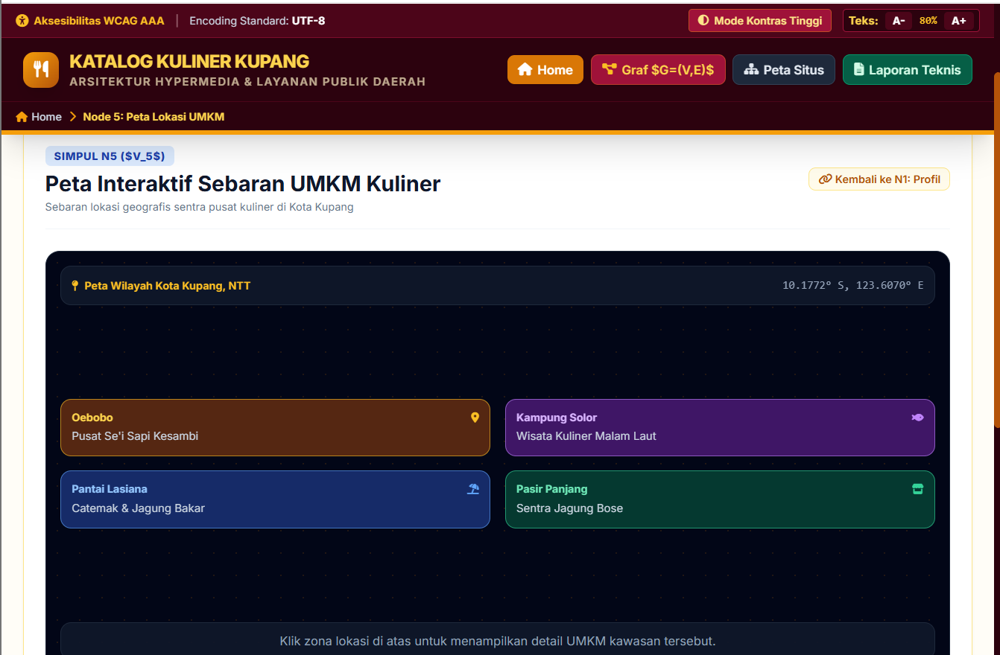 Aksesibilitas WCAG AAA | Encoding Standard: UTF-8 Mode Kontras Tinggi Teks: A- 80% A+
KATALOG KULINER KUPANG
ARSITEKTUR HYPERMEDIA & LAYANAN PUBLIK DAERAH
Home Graf $G=(V,E)$ Peta Situs Laporan Teknis
Home > Node 5: Peta Lokasi UMKM
SIMPUL N5 ($V_5$)
Peta Interaktif Sebaran UMKM Kuliner
Sebaran lokasi geografis sentra pusat kuliner di Kota Kupang
Kembali ke N1: Profil
Peta Wilayah Kota Kupang, NTT 10.1772° S, 123.6070° E
Oebobo
Pusat Se'i Sapi Kesambi
Kampung Solor
Wisata Kuliner Malam Laut
Pantai Lasiana
Catemak & Jagung Bakar
Pasir Panjang
Sentra Jagung Bose
Klik zona lokasi di atas untuk menampilkan detail UMKM kawasan tersebut.